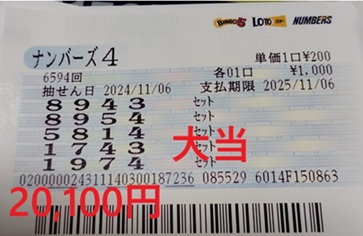 BINGO5 LOTO NUMBERS
ナンバーズ4 単価1口¥200
6594回 各01口 ¥1,000
抽せん日 2024/11/06 支払期限 2025/11/06
8943 セット
8954 セット
5814 セット
1743 セット
1974 セット
大当
020000024311140300187236 085529 6014F150863
20,100円